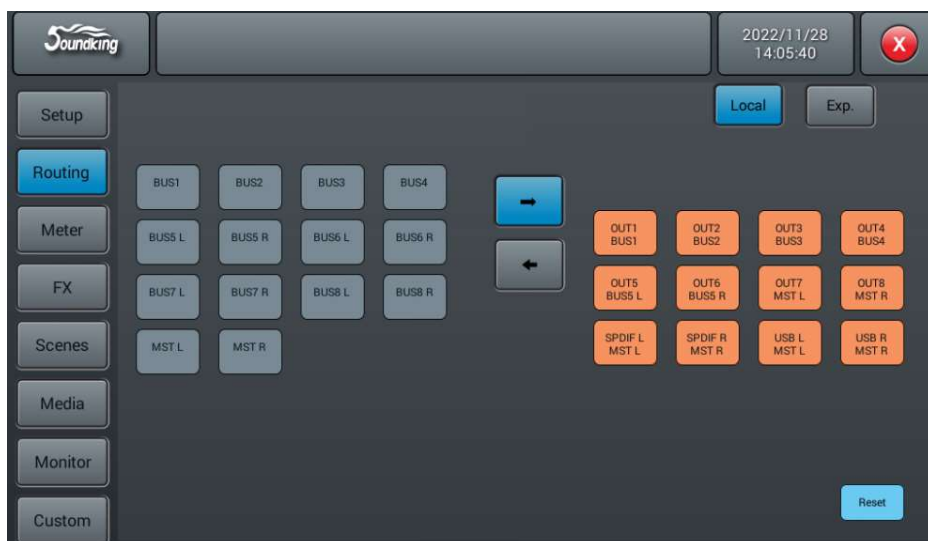 Soundking
2022/11/28
14:05:40
X
Local
Exp.
Setup
Routing
Meter
FX
Scenes
Media
Monitor
Custom
BUS1
BUS2
BUS3
BUS4
BUS5 L
BUS5 R
BUS6 L
BUS6 R
BUS7 L
BUS7 R
BUS8 L
BUS8 R
MST L
MST R
OUT1
BUS1
OUT2
BUS2
OUT3
BUS3
OUT4
BUS4
OUT5
BUS5 L
OUT6
BUS5 R
OUT7
MST L
OUT8
MST R
SPDIF L
MST L
SPDIF R
MST R
USB L
MST L
USB R
MST R
Reset